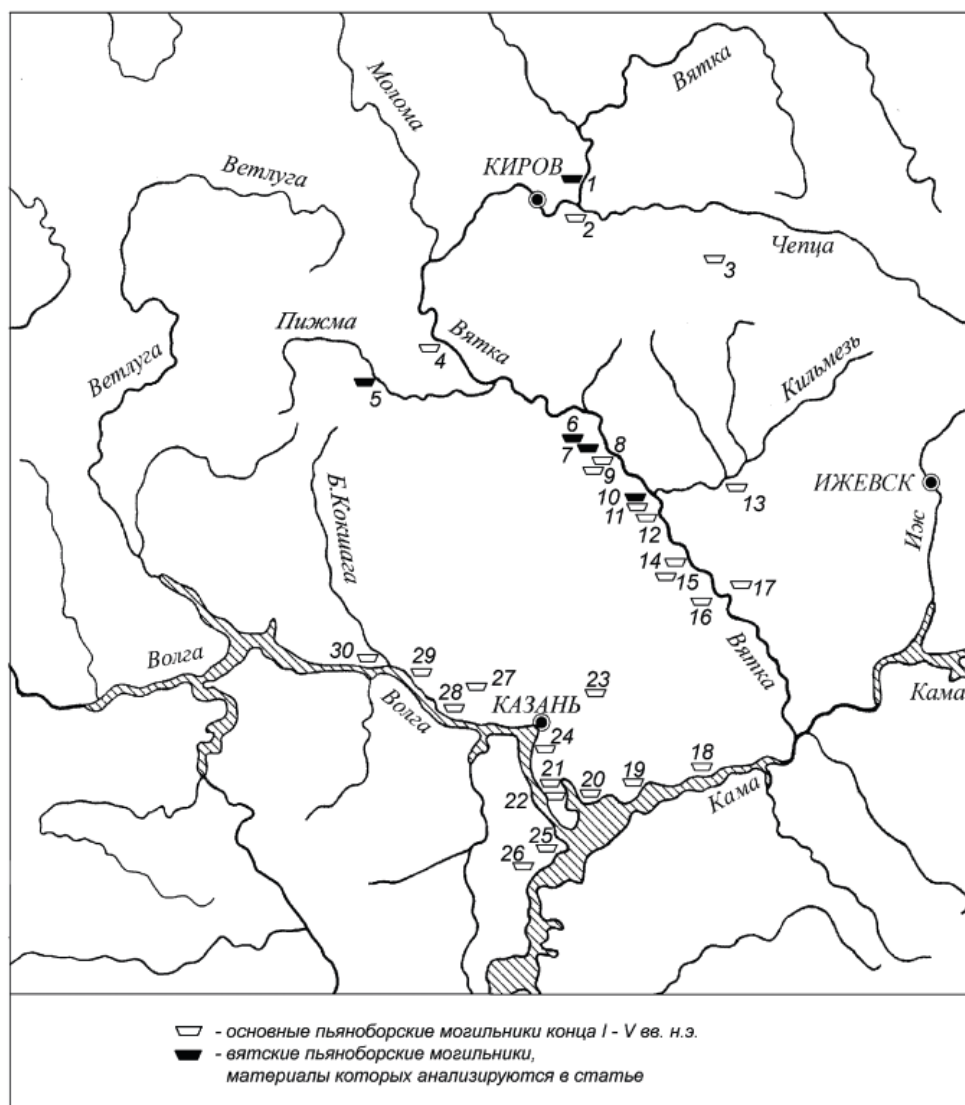 Вятка
Молома
КИРОВ
1
Ветлуга
2
Чепца
3
Пижма
Вятка
4
Ветлуга
5
Кильмезь
6
7
8
9
ИЖЕВСК
10
13
11
12
Б.Кокшага
Иж
14
15
17
16
30
29
Волга
27
23
Вятка
Кама
28
КАЗАНЬ
Волга
24
18
21
20
19
22
Кама
25
26
- основные пьяноборские могильники конца I - V вв. н.э.
- вятские пьяноборские могильники,
материалы которых анализируются в статье